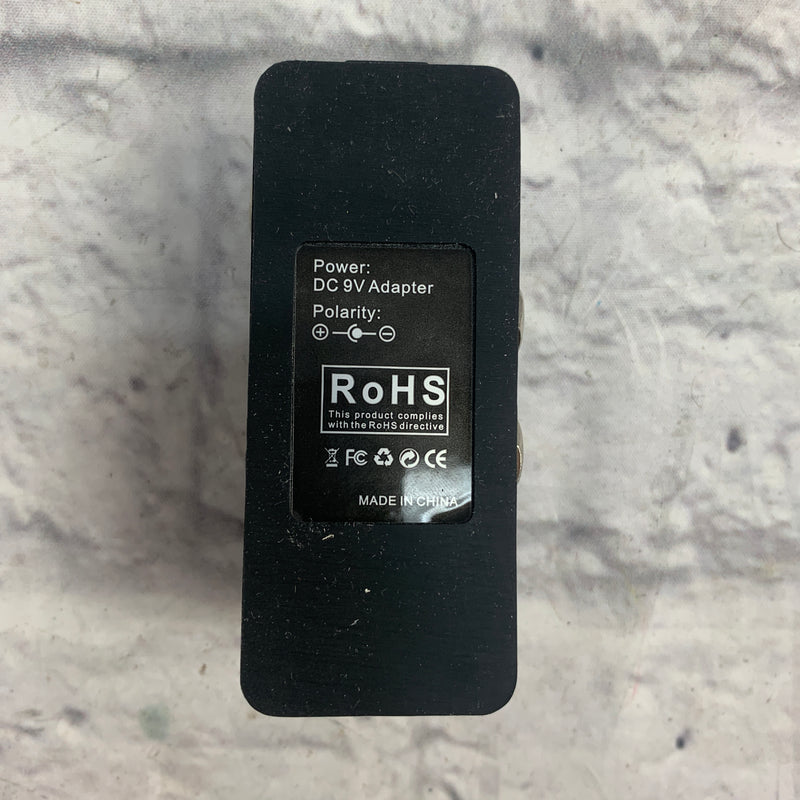 Power:
DC 9V Adapter
Polarity:
RoHS
This product complies
with the RoHS directive
FC CE
MADE IN CHINA